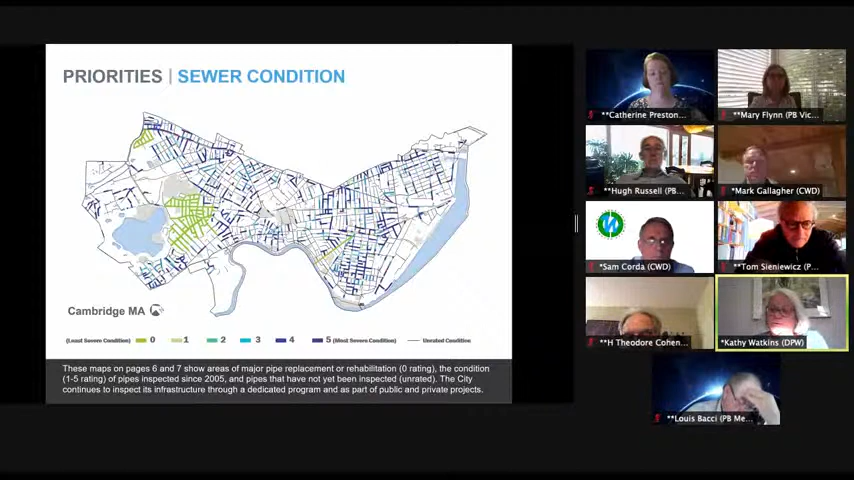 PRIORITIES | SEWER CONDITION
Cambridge MA
(Least Severe Condition) 0 1 2 3 4 5 (Most Severe Condition) Unrated Condition
These maps on pages 6 and 7 show areas of major pipe replacement or rehabilitation (0 rating), the condition
(1-5 rating) of pipes inspected since 2005, and pipes that have not yet been inspected (unrated). The City
continues to inspect its infrastructure through a dedicated program and as part of public and private projects.
**Catherine Preston...
**Mary Flynn (PB Vic...
**Hugh Russell (PB...
*Mark Gallagher (CWD)
*Sam Corda (CWD)
**Tom Sieniewicz (P...
**H Theodore Cohen...
*Kathy Watkins (DPW)
**Louis Bacci (PB Me...